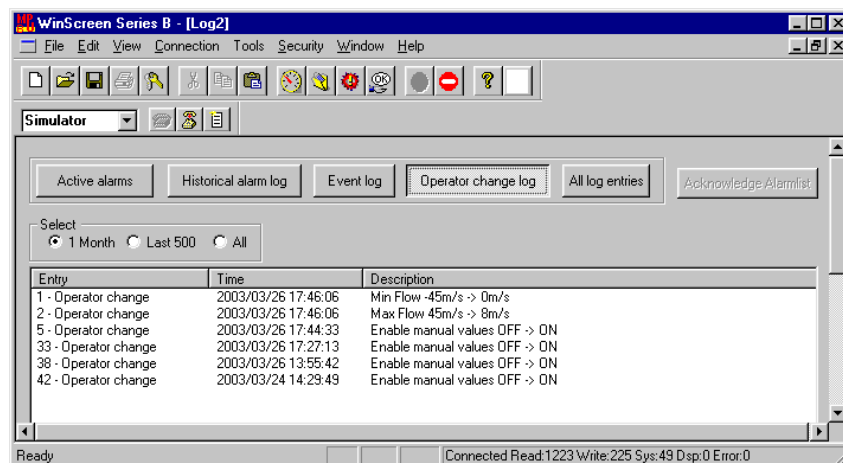 WinScreen Series B - [Log2]
File Edit View Connection Tools Security Window Help
Simulator
Active alarms Historical alarm log Event log Operator change log All log entries Acknowledge Alarmlist
Select
1 Month Last 500 All
Entry Time Description
1 - Operator change 2003/03/26 17:46:06 Min Flow -45m/s -> 0m/s
2 - Operator change 2003/03/26 17:46:06 Max Flow 45m/s -> 8m/s
5 - Operator change 2003/03/26 17:44:33 Enable manual values OFF -> ON
33 - Operator change 2003/03/26 17:27:13 Enable manual values OFF -> ON
38 - Operator change 2003/03/26 13:55:42 Enable manual values OFF -> ON
42 - Operator change 2003/03/24 14:29:49 Enable manual values OFF -> ON
Ready Connected Read:1223 Write:225 Sys:49 Dsp:0 Error:0